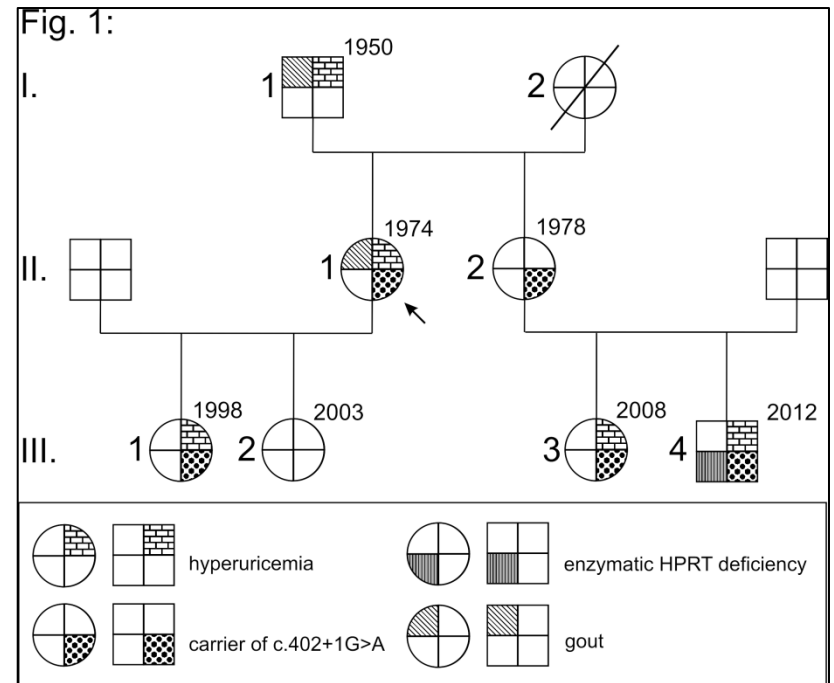 Fig. 1:
1950
I. 1 2
1974 1978
II. 1 2
1998 2003 2008 2012
III. 1 2 3 4
hyperuricemia enzymatic HPRT deficiency
carrier of c.402+1G>A gout